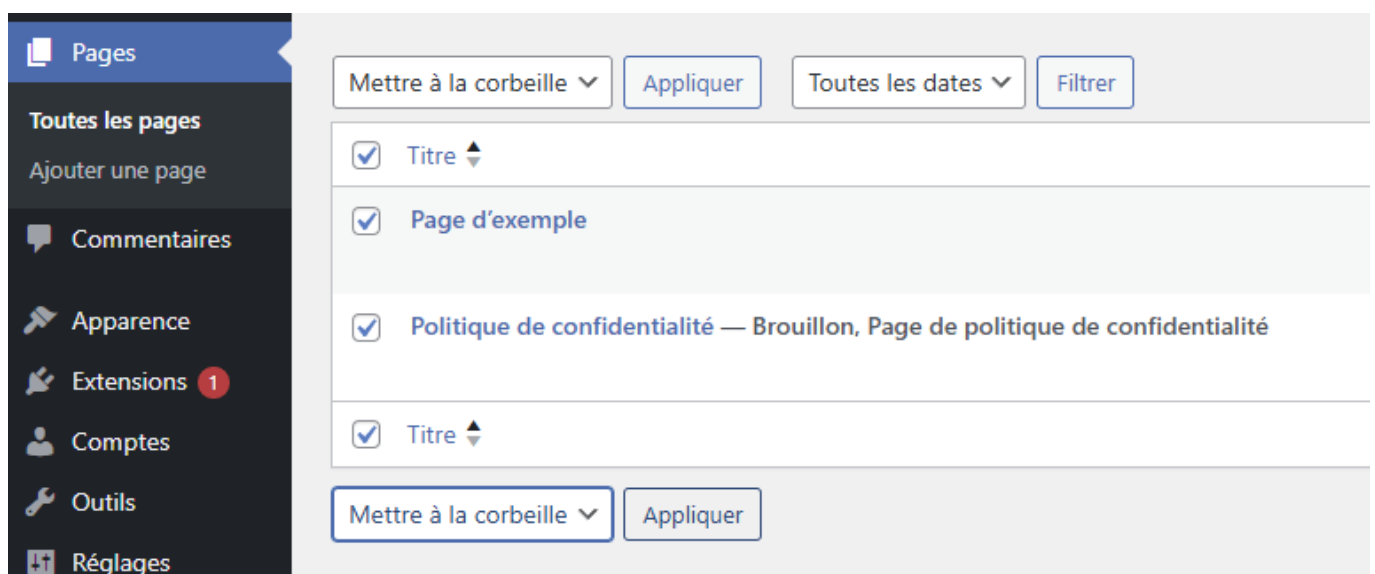 Pages
Toutes les pages
Ajouter une page
Commentaires
Apparence
Extensions 1
Comptes
Outils
Réglages
Mettre à la corbeille Appliquer Toutes les dates Filtrer
Titre
Page d’exemple
Politique de confidentialité — Brouillon, Page de politique de confidentialité
Titre
Mettre à la corbeille Appliquer